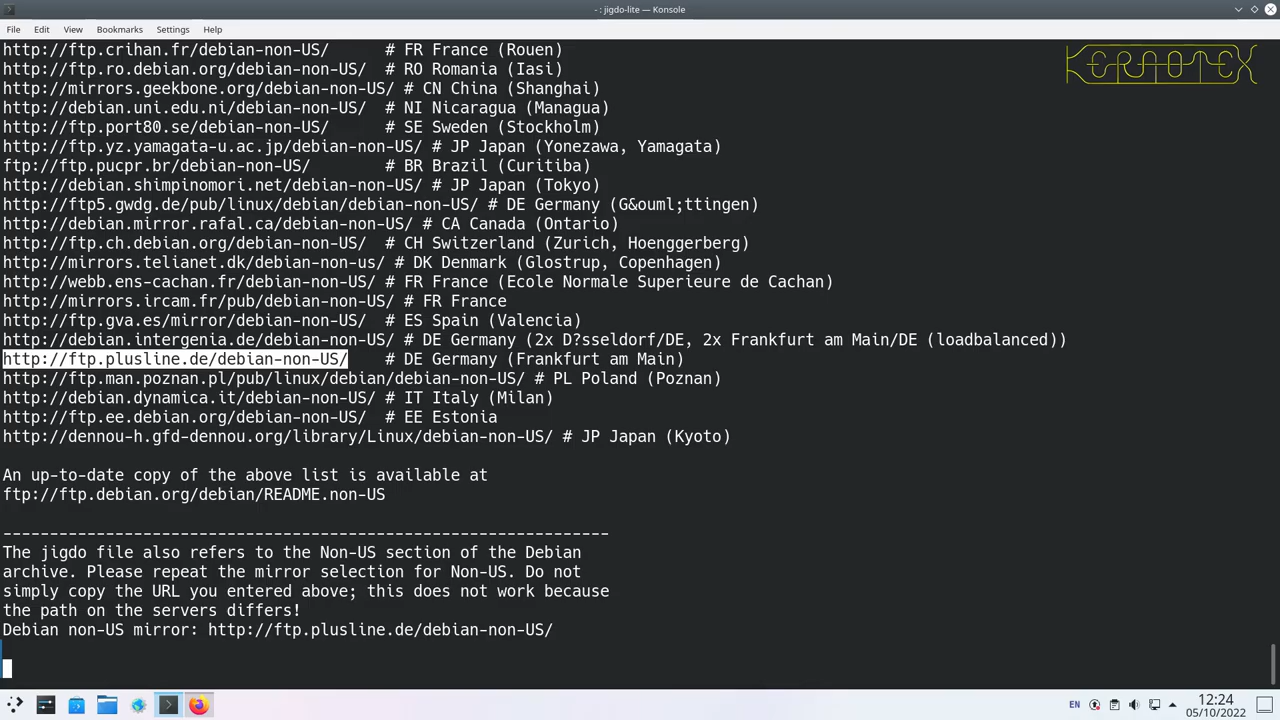 - : jigdo-lite — Konsole
File Edit View Bookmarks Settings Help
KERAOTEX
http://ftp.crihan.fr/debian-non-US/ # FR France (Rouen)
http://ftp.ro.debian.org/debian-non-US/ # RO Romania (Iasi)
http://mirrors.geekbone.org/debian-non-US/ # CN China (Shanghai)
http://debian.uni.edu.ni/debian-non-US/ # NI Nicaragua (Managua)
http://ftp.port80.se/debian-non-US/ # SE Sweden (Stockholm)
http://ftp.yz.yamagata-u.ac.jp/debian-non-US/ # JP Japan (Yonezawa, Yamagata)
ftp://ftp.pucpr.br/debian-non-US/ # BR Brazil (Curitiba)
http://debian.shimpinomori.net/debian-non-US/ # JP Japan (Tokyo)
http://ftp5.gwdg.de/pub/linux/debian/debian-non-US/ # DE Germany (G&ouml;ttingen)
http://debian.mirror.rafal.ca/debian-non-US/ # CA Canada (Ontario)
http://ftp.ch.debian.org/debian-non-US/ # CH Switzerland (Zurich, Hoenggerberg)
http://mirrors.telianet.dk/debian-non-us/ # DK Denmark (Glostrup, Copenhagen)
http://webb.ens-cachan.fr/debian-non-US/ # FR France (Ecole Normale Superieure de Cachan)
http://mirrors.ircam.fr/pub/debian-non-US/ # FR France
http://ftp.gva.es/mirror/debian-non-US/ # ES Spain (Valencia)
http://debian.intergenia.de/debian-non-US/ # DE Germany (2x D?sseldorf/DE, 2x Frankfurt am Main/DE (loadbalanced))
http://ftp.plusline.de/debian-non-US/ # DE Germany (Frankfurt am Main)
http://ftp.man.poznan.pl/pub/linux/debian/debian-non-US/ # PL Poland (Poznan)
http://debian.dynamica.it/debian-non-US/ # IT Italy (Milan)
http://ftp.ee.debian.org/debian-non-US/ # EE Estonia
http://dennou-h.gfd-dennou.org/library/Linux/debian-non-US/ # JP Japan (Kyoto)
An up-to-date copy of the above list is available at
ftp://ftp.debian.org/debian/README.non-US
-----------------------------------------------------------------
The jigdo file also refers to the Non-US section of the Debian
archive. Please repeat the mirror selection for Non-US. Do not
simply copy the URL you entered above; this does not work because
the path on the servers differs!
Debian non-US mirror: http://ftp.plusline.de/debian-non-US/
EN
12:24
05/10/2022